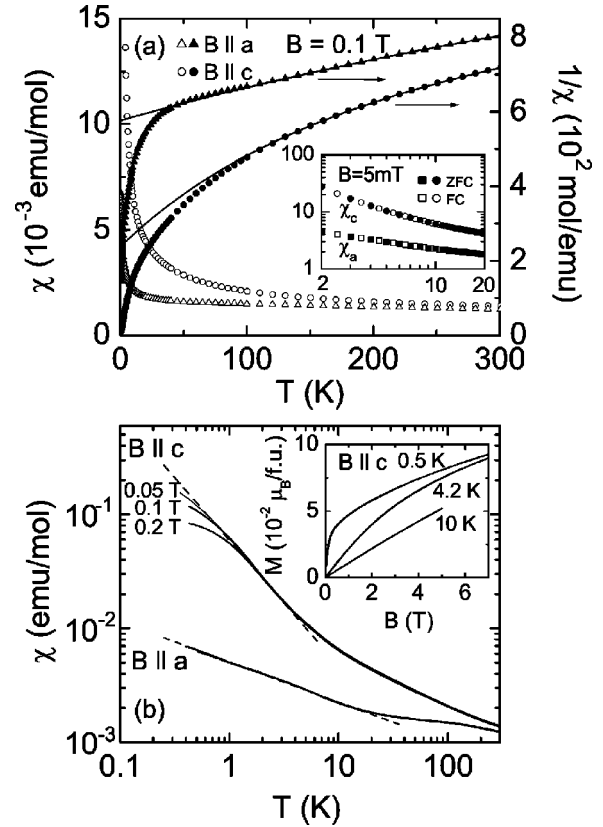 (a)
△▲ B || a
B = 0.1 T
○● B || c
χ (10⁻³ emu/mol)
15
10
5
0
1/χ (10² mol/emu)
8
6
4
2
0
B=5mT
■● ZFC
□○ FC
χc
χa
100
10
1
2
10
20
0
100
200
300
T (K)
B || c
0.05 T
0.1 T
0.2 T
χ (emu/mol)
10⁻¹
10⁻²
10⁻³
B || a
(b)
M (10⁻² μB/f.u.)
10
5
0
B || c
0.5 K
4.2 K
10 K
0
2
4
6
B (T)
0.1
1
10
100
T (K)